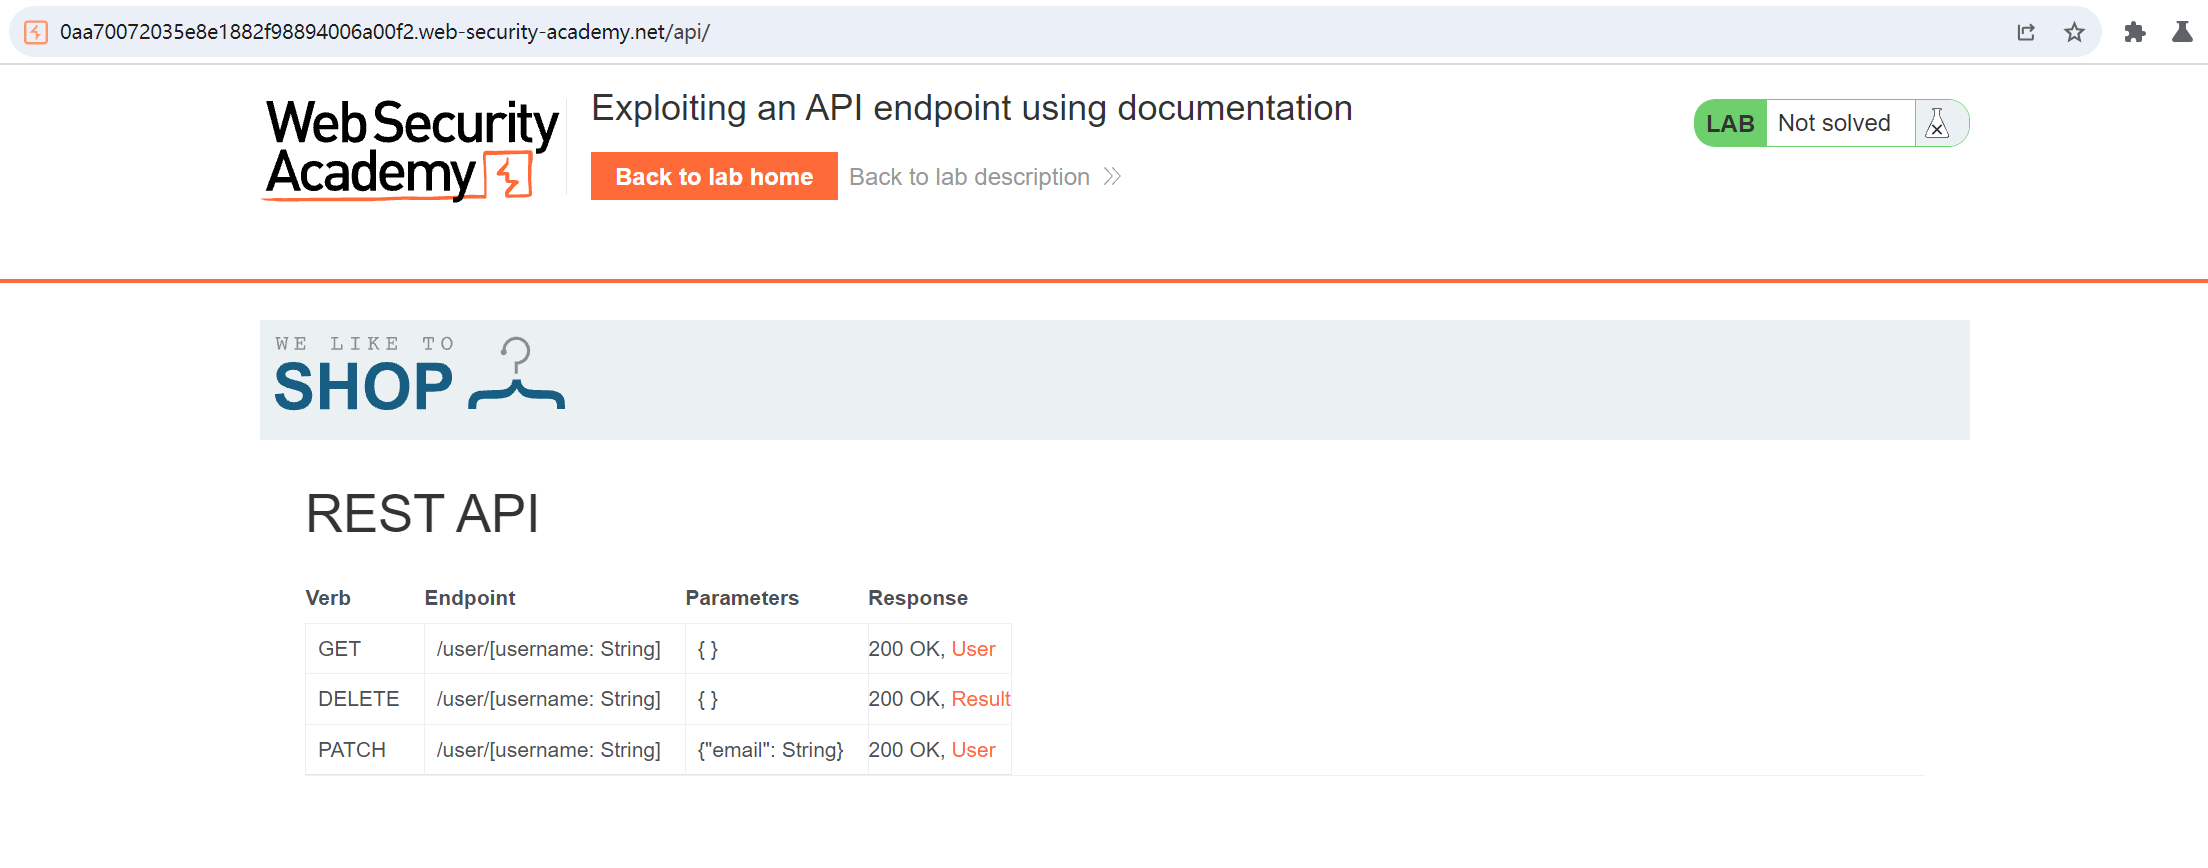 0aa70072035e8e1882f98894006a00f2.web-security-academy.net/api/
Web Security
Academy
Exploiting an API endpoint using documentation
Back to lab home
Back to lab description
LAB
Not solved
WE LIKE TO
SHOP
REST API
Verb Endpoint Parameters Response
GET /user/[username: String] { } 200 OK, User
DELETE /user/[username: String] { } 200 OK, Result
PATCH /user/[username: String] {"email": String} 200 OK, User